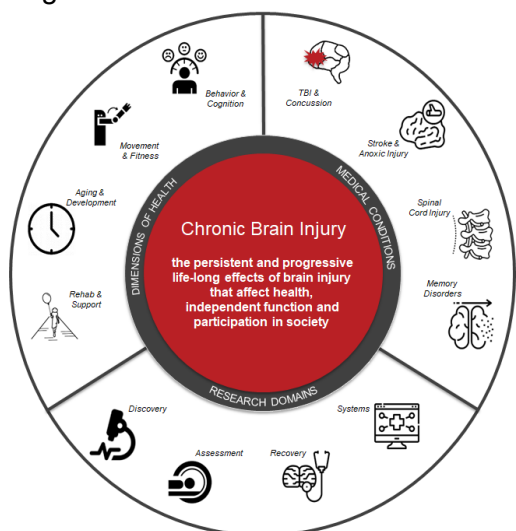 Behavior &
Cognition
TBI &
Concussion
Movement
& Fitness
Stroke &
Anoxic Injury
Aging &
Development
Spinal
Cord Injury
Rehab &
Support
Memory
Disorders
DIMENSIONS OF HEALTH
MEDICAL CONDITIONS
Chronic Brain Injury
the persistent and progressive
life-long effects of brain injury
that affect health,
independent function and
participation in society
RESEARCH DOMAINS
Discovery
Assessment
Recovery
Systems